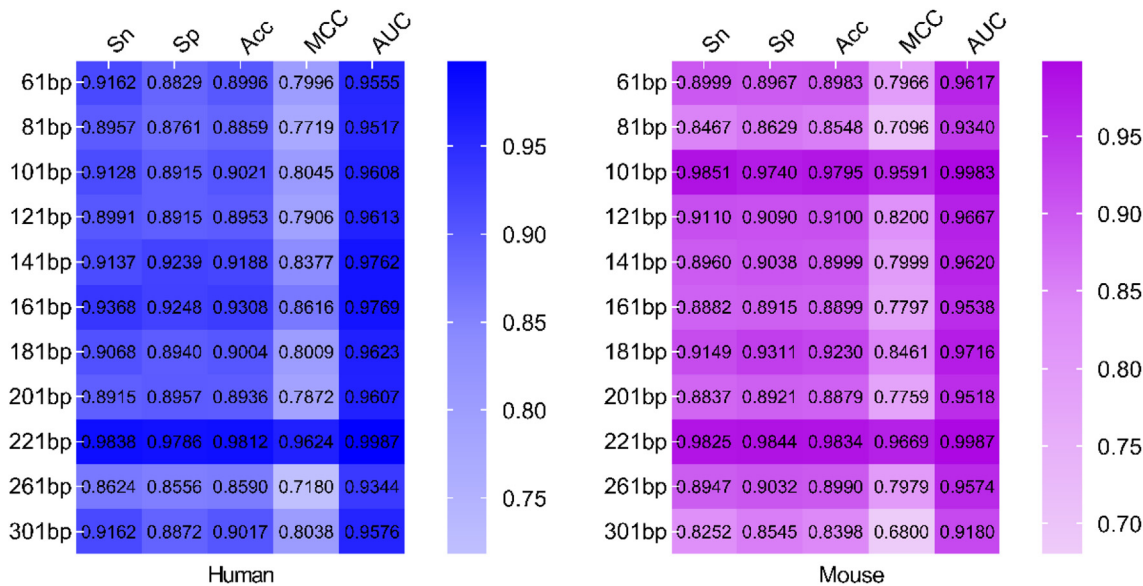 Sn Sp Acc MCC AUC
61bp 0.9162 0.8829 0.8996 0.7996 0.9555
81bp 0.8957 0.8761 0.8859 0.7719 0.9517
101bp 0.9128 0.8915 0.9021 0.8045 0.9608
121bp 0.8991 0.8915 0.8953 0.7906 0.9613
141bp 0.9137 0.9239 0.9188 0.8377 0.9762
161bp 0.9368 0.9248 0.9308 0.8616 0.9769
181bp 0.9068 0.8940 0.9004 0.8009 0.9623
201bp 0.8915 0.8957 0.8936 0.7872 0.9607
221bp 0.9838 0.9786 0.9812 0.9624 0.9987
261bp 0.8624 0.8556 0.8590 0.7180 0.9344
301bp 0.9162 0.8872 0.9017 0.8038 0.9576
Human
0.95
0.90
0.85
0.80
0.75
Sn Sp Acc MCC AUC
61bp 0.8999 0.8967 0.8983 0.7966 0.9617
81bp 0.8467 0.8629 0.8548 0.7096 0.9340
101bp 0.9851 0.9740 0.9795 0.9591 0.9983
121bp 0.9110 0.9090 0.9100 0.8200 0.9667
141bp 0.8960 0.9038 0.8999 0.7999 0.9620
161bp 0.8882 0.8915 0.8899 0.7797 0.9538
181bp 0.9149 0.9311 0.9230 0.8461 0.9716
201bp 0.8837 0.8921 0.8879 0.7759 0.9518
221bp 0.9825 0.9844 0.9834 0.9669 0.9987
261bp 0.8947 0.9032 0.8990 0.7979 0.9574
301bp 0.8252 0.8545 0.8398 0.6800 0.9180
Mouse
0.95
0.90
0.85
0.80
0.75
0.70